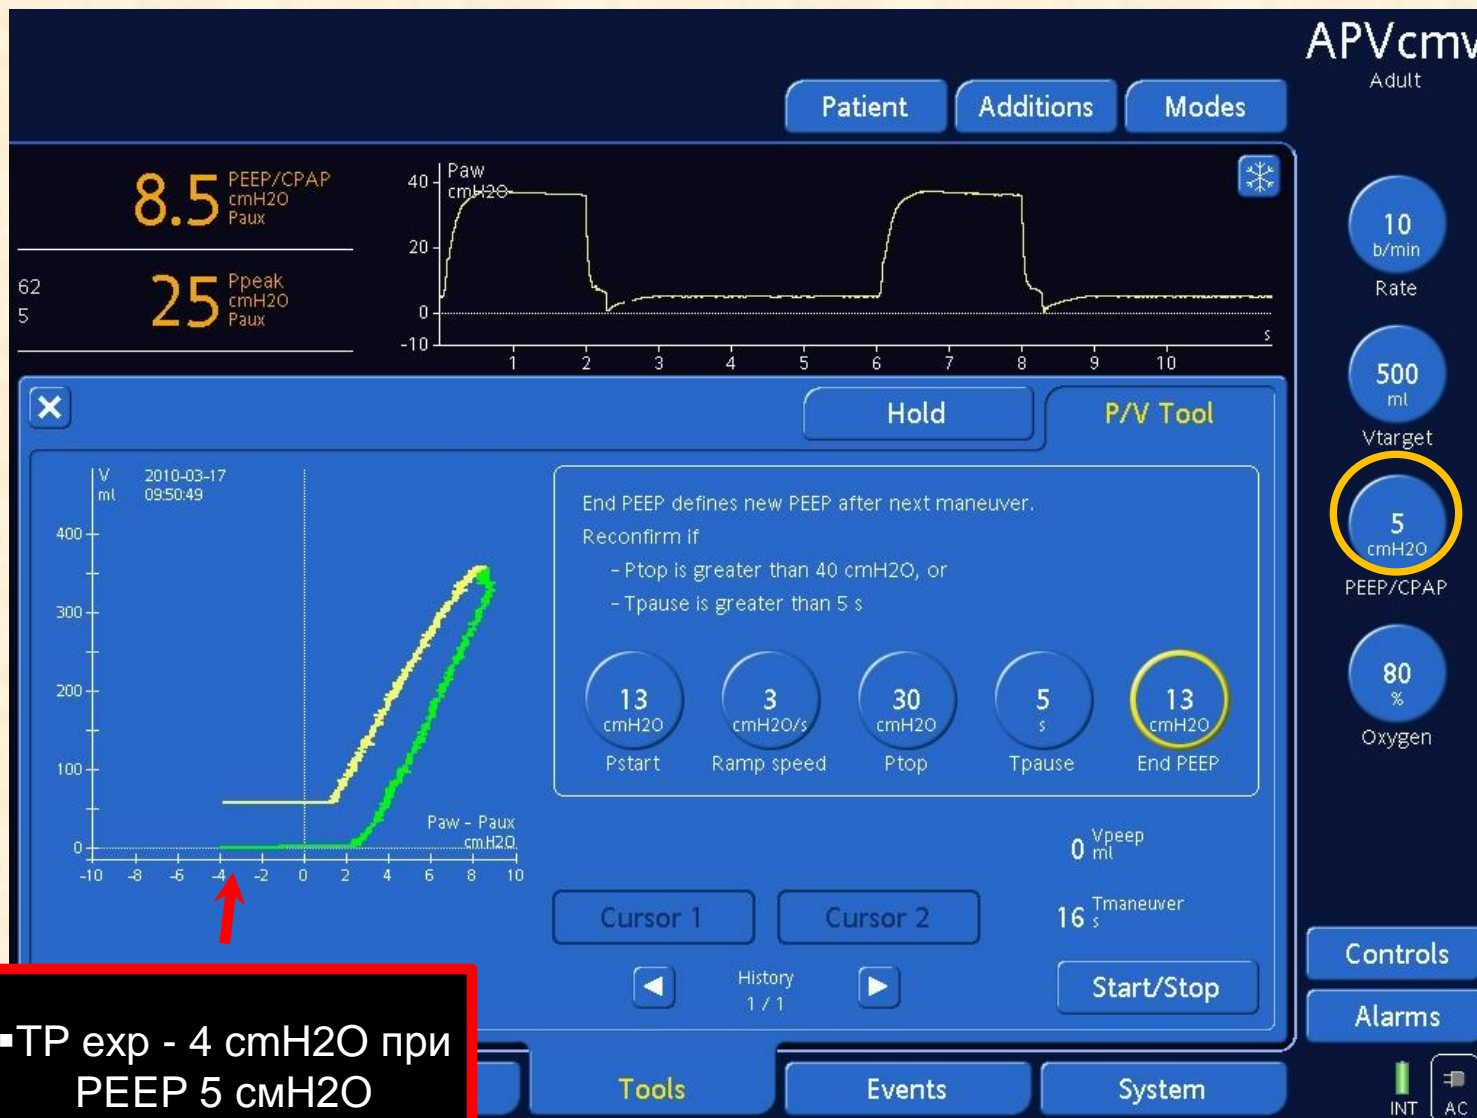 APVcmv
Adult
Patient
Additions
Modes
8.5 PEEP/CPAP
cmH2O
Paux
62
5
25 Ppeak
cmH2O
Paux
Paw
cmH2O
40
20
0
-10
1 2 3 4 5 6 7 8 9 10
s
10
b/min
Rate
500
ml
Vtarget
5
cmH2O
PEEP/CPAP
80
%
Oxygen
Hold
P/V Tool
V
ml
2010-03-17
09:50:49
400
300
200
100
0
Paw - Paux
cmH2O
-10 -8 -6 -4 -2 0 2 4 6 8 10
End PEEP defines new PEEP after next maneuver.
Reconfirm if
- Ptop is greater than 40 cmH2O, or
- Tpause is greater than 5 s
13
cmH2O
Pstart
3
cmH2O/s
Ramp speed
30
cmH2O
Ptop
5
s
Tpause
13
cmH2O
End PEEP
0 Vpeep
ml
16 Tmaneuver
s
Cursor 1
Cursor 2
History
1 / 1
Start/Stop
Controls
Alarms
▪TP exp - 4 cmH2O при
PEEP 5 смH2O
Tools
Events
System
INT
AC